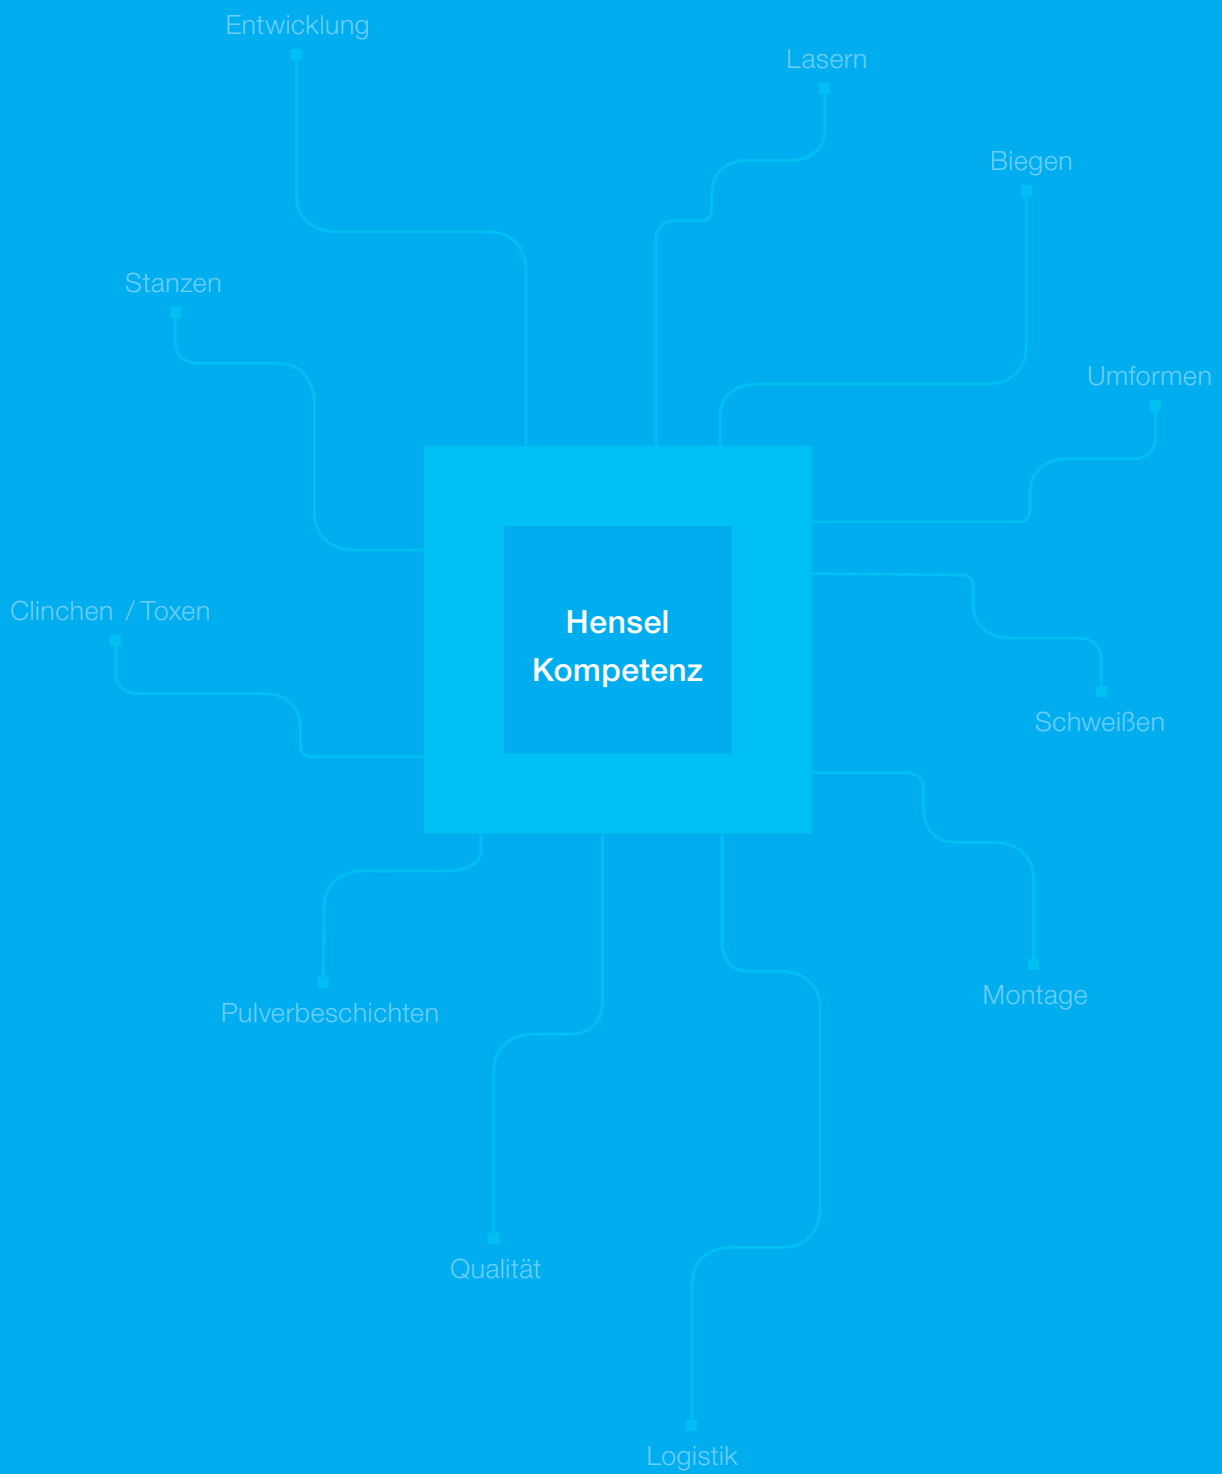 Entwicklung
Lasern
Biegen
Stanzen
Umformen
Clinchen / Toxen
Hensel
Kompetenz
Schweißen
Montage
Pulverbeschichten
Qualität
Logistik